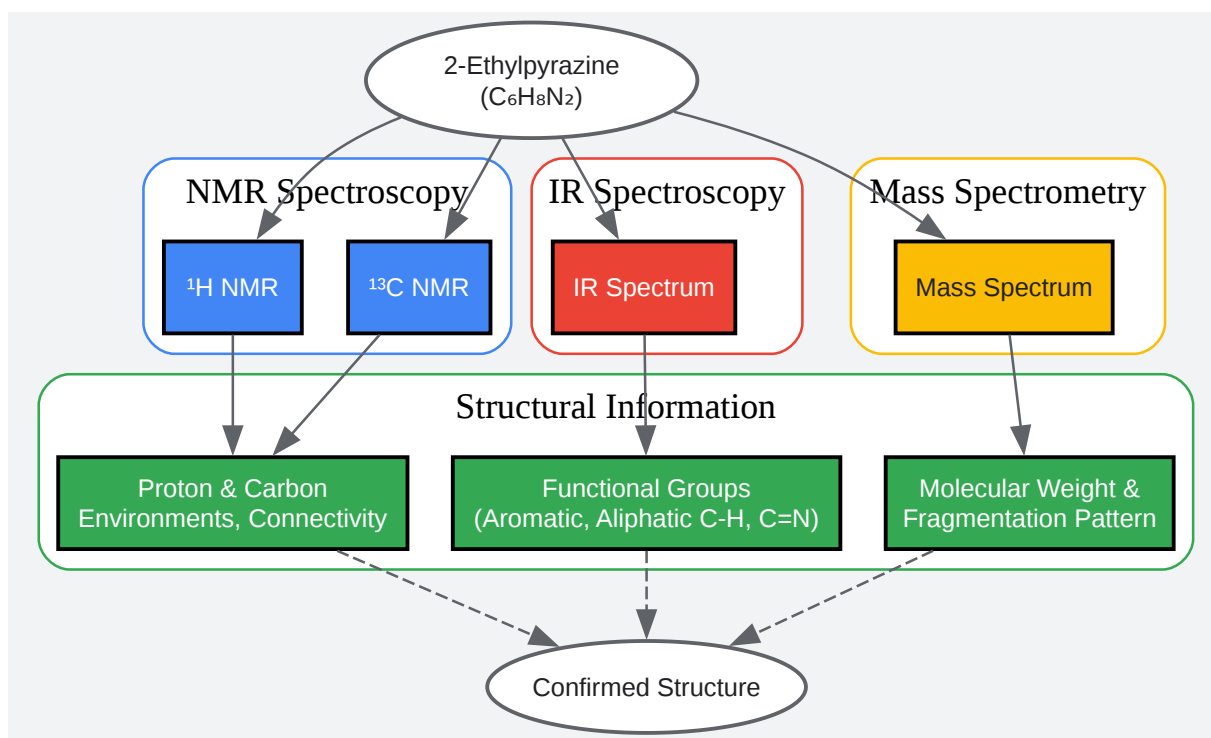 2-Ethylpyrazine
(C₆H₈N₂)
NMR Spectroscopy
IR Spectroscopy
Mass Spectrometry
¹H NMR
¹³C NMR
IR Spectrum
Mass Spectrum
Structural Information
Proton & Carbon
Environments, Connectivity
Functional Groups
(Aromatic, Aliphatic C-H, C=N)
Molecular Weight &
Fragmentation Pattern
Confirmed Structure